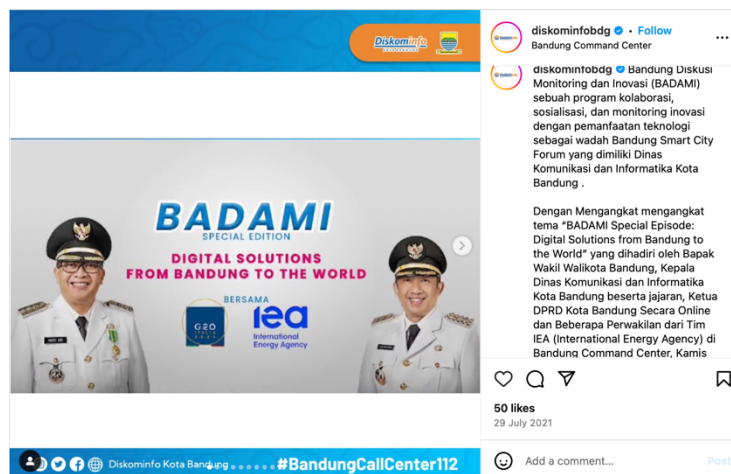 Diskominfo
BADAMI
SPECIAL EDITION
DIGITAL SOLUTIONS
FROM BANDUNG TO THE WORLD
BERSAMA
G20
iea
International
Energy Agency
Diskominfo Kota Bandung
#BandungCallCenter112
diskominfobdg • Follow
Bandung Command Center
diskominfobdg Bandung Diskusi
Monitoring dan Inovasi (BADAMI)
sebuah program kolaborasi,
sosialisasi, dan monitoring inovasi
dengan pemanfaatan teknologi
sebagai wadah Bandung Smart City
Forum yang dimiliki Dinas
Komunikasi dan Informatika Kota
Bandung .
Dengan Mengangkat mengangkat
tema “BADAMI Special Episode:
Digital Solutions from Bandung to
the World” yang dihadiri oleh Bapak
Wakil Walikota Bandung, Kepala
Dinas Komunikasi dan Informatika
Kota Bandung beserta jajaran, Ketua
DPRD Kota Bandung Secara Online
dan Beberapa Perwakilan dari Tim
IEA (International Energy Agency) di
Bandung Command Center, Kamis
50 likes
29 July 2021
Add a comment...
Post